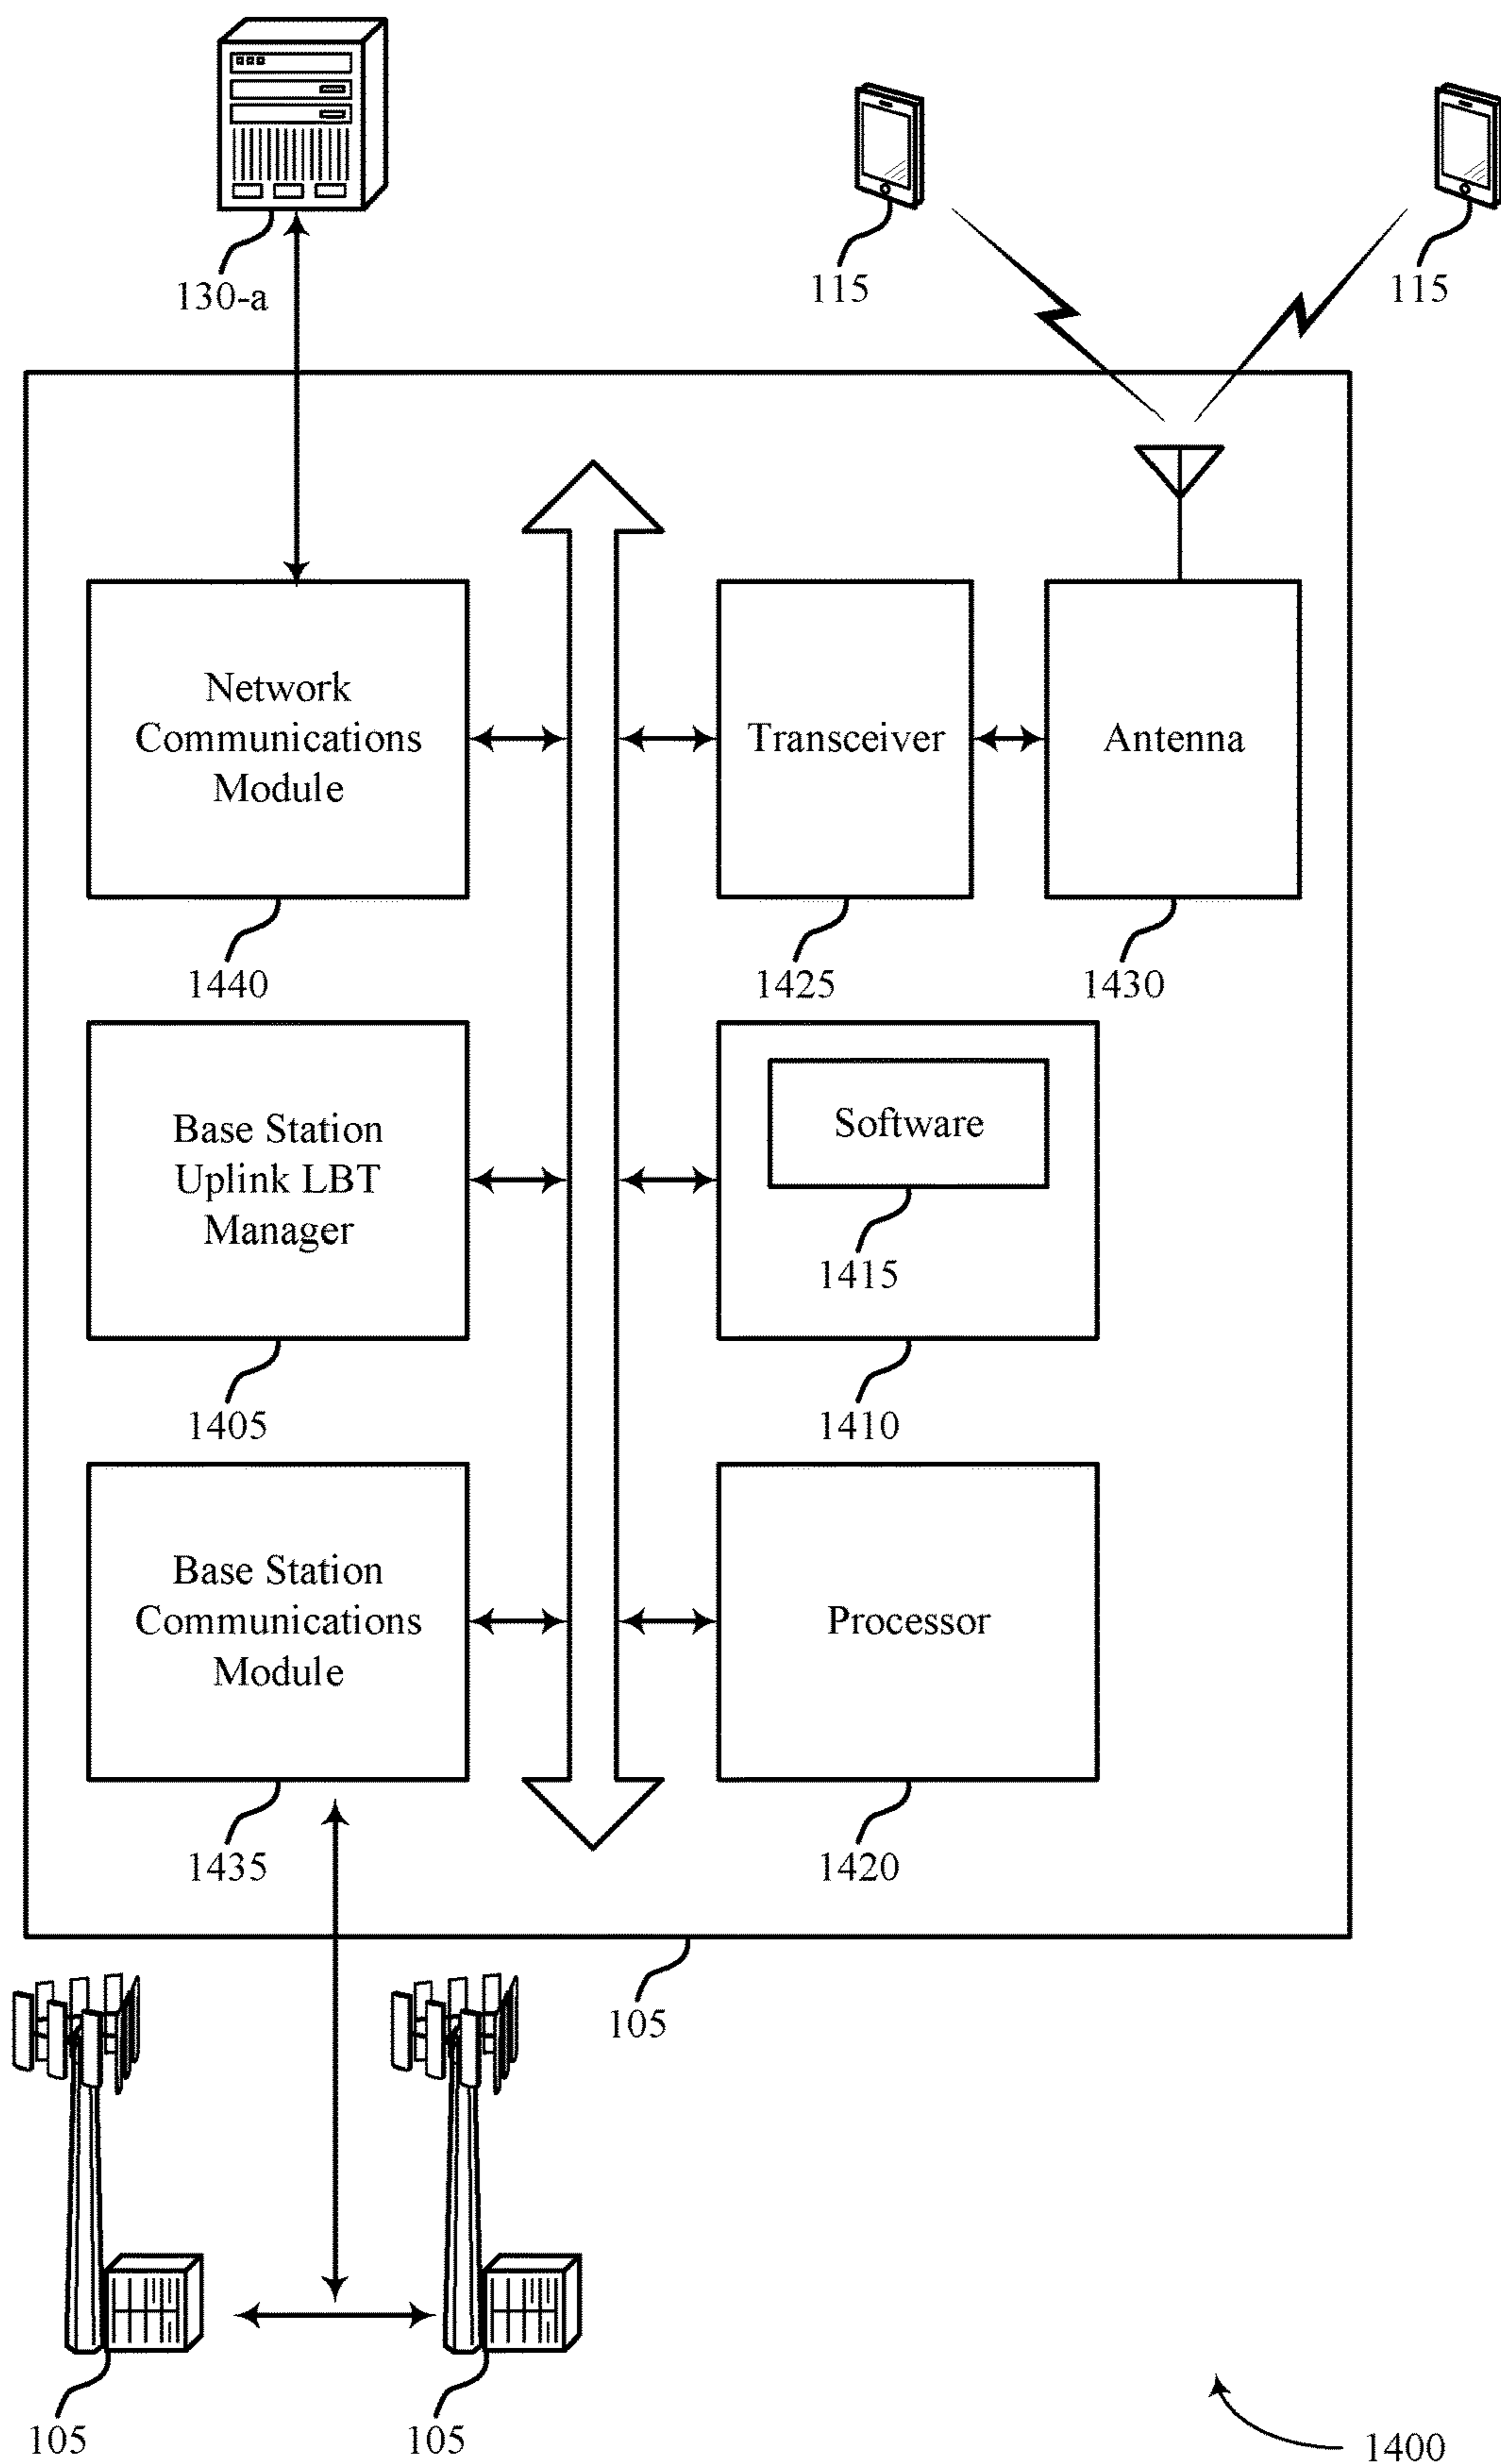 130-a
115
115
Network
Communications
Module
Transceiver
Antenna
1440
1425
1430
Base Station
Uplink LBT
Manager
Software
1415
1405
1410
Base Station
Communications
Module
Processor
1435
1420
105
105
105
1400